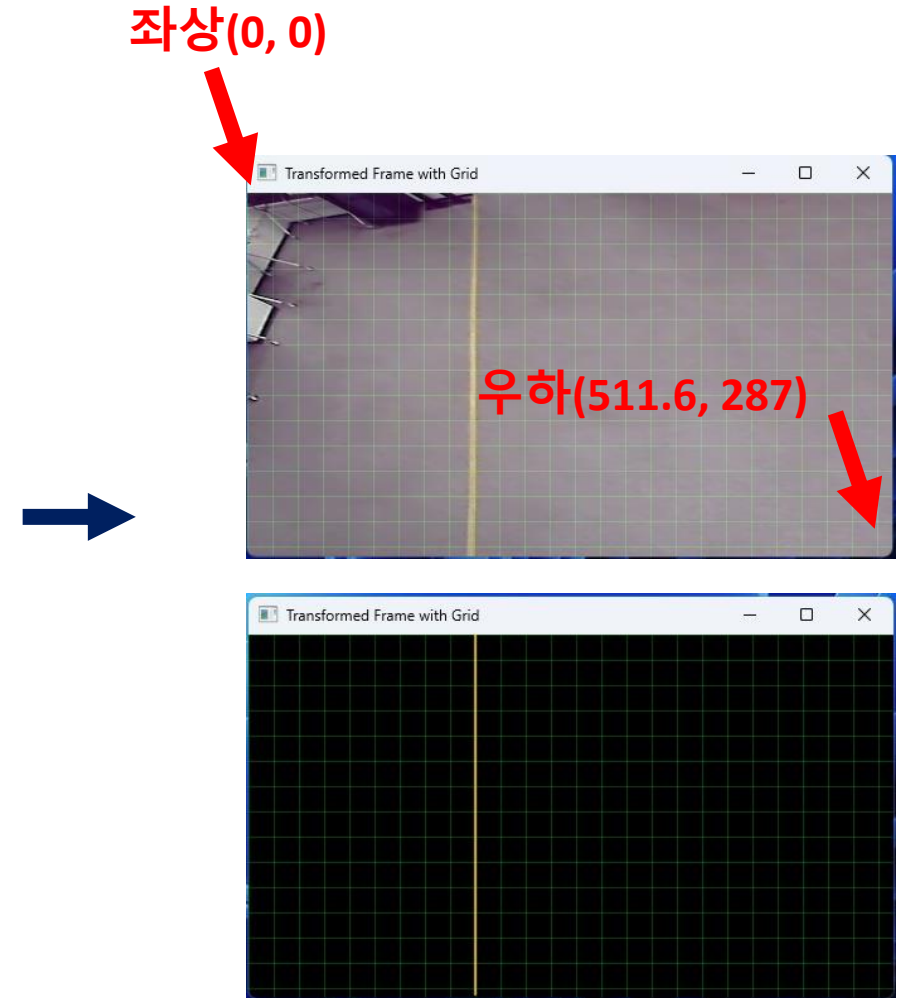 좌상(0, 0)
Transformed Frame with Grid
우하(511.6, 287)
Transformed Frame with Grid